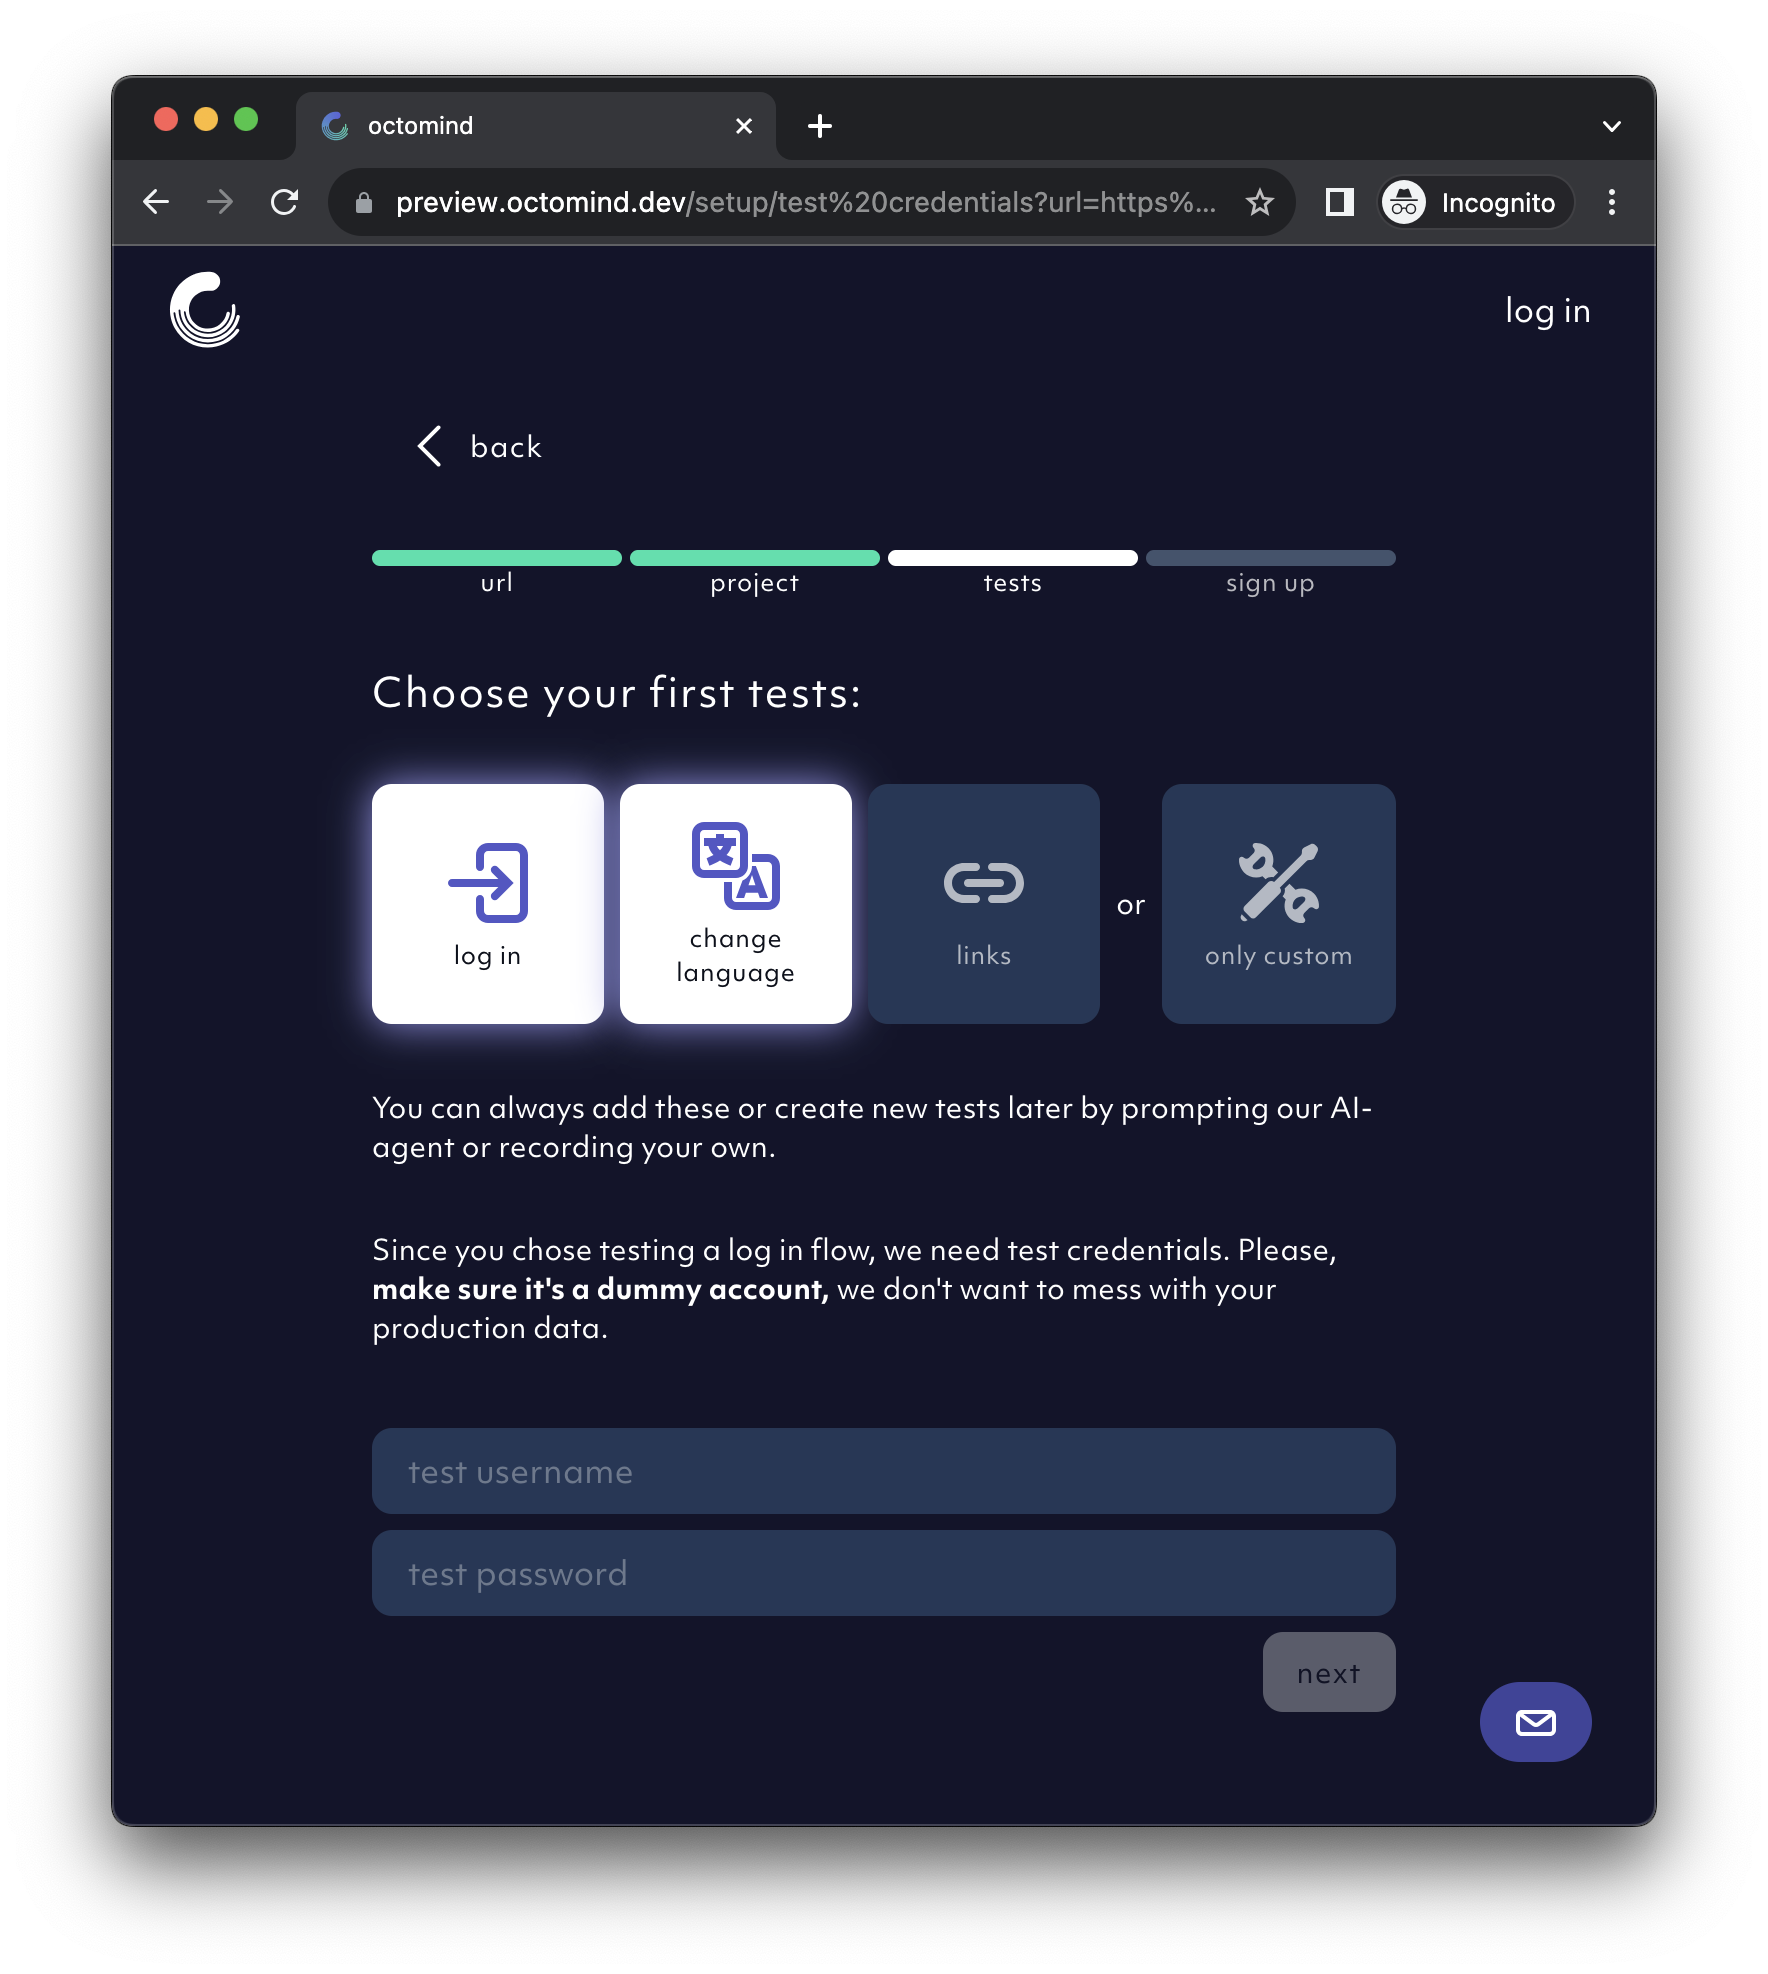 octomind
preview.octomind.dev/setup/test%20credentials?url=https%...
Incognito
log in
back
url
project
tests
sign up
Choose your first tests:
log in
change
language
links
or
only custom
文
A
You can always add these or create new tests later by prompting our AI-
agent or recording your own.
Since you chose testing a log in flow, we need test credentials. Please,
make sure it's a dummy account, we don't want to mess with your
production data.
test username
test password
next